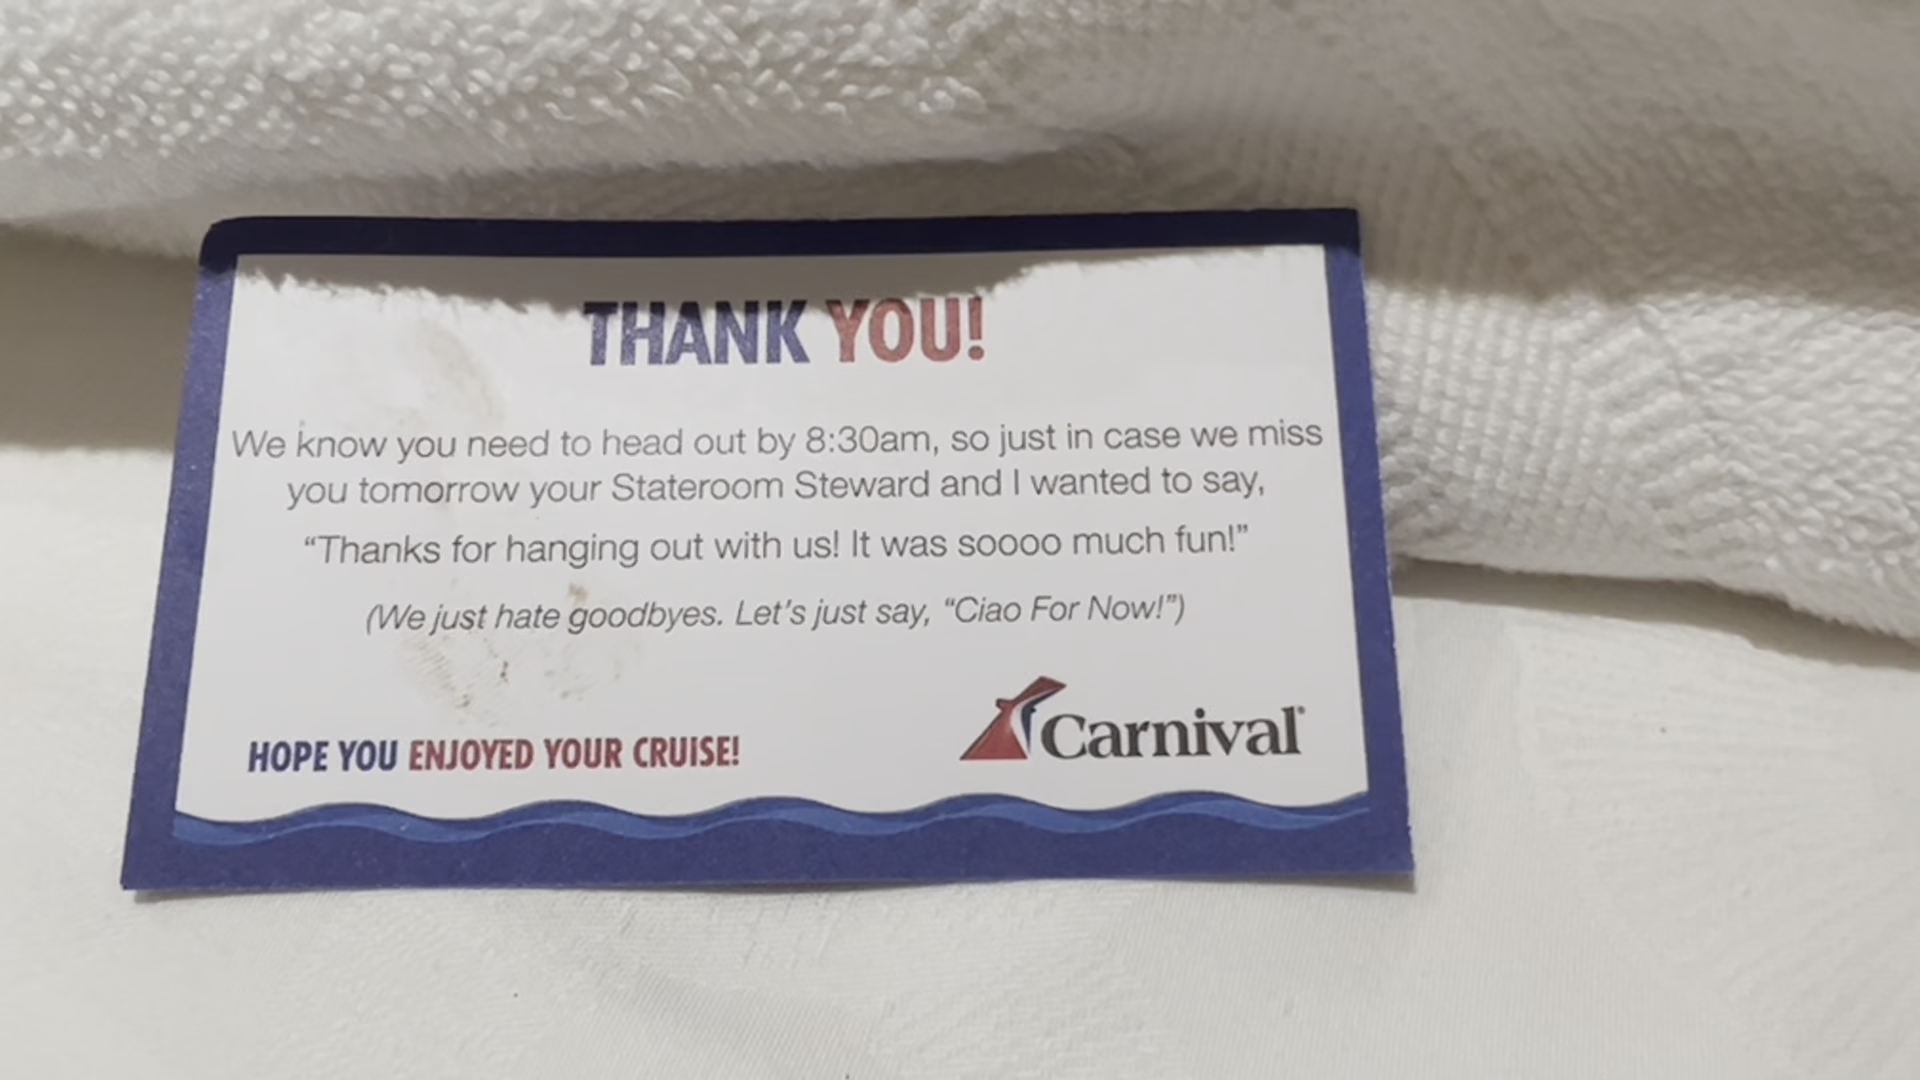 THANK YOU!
We know you need to head out by 8:30am, so just in case we miss
you tomorrow your Stateroom Steward and I wanted to say,
“Thanks for hanging out with us! It was soooo much fun!”
(We just hate goodbyes. Let’s just say, “Ciao For Now!”)
HOPE YOU ENJOYED YOUR CRUISE!
Carnival®